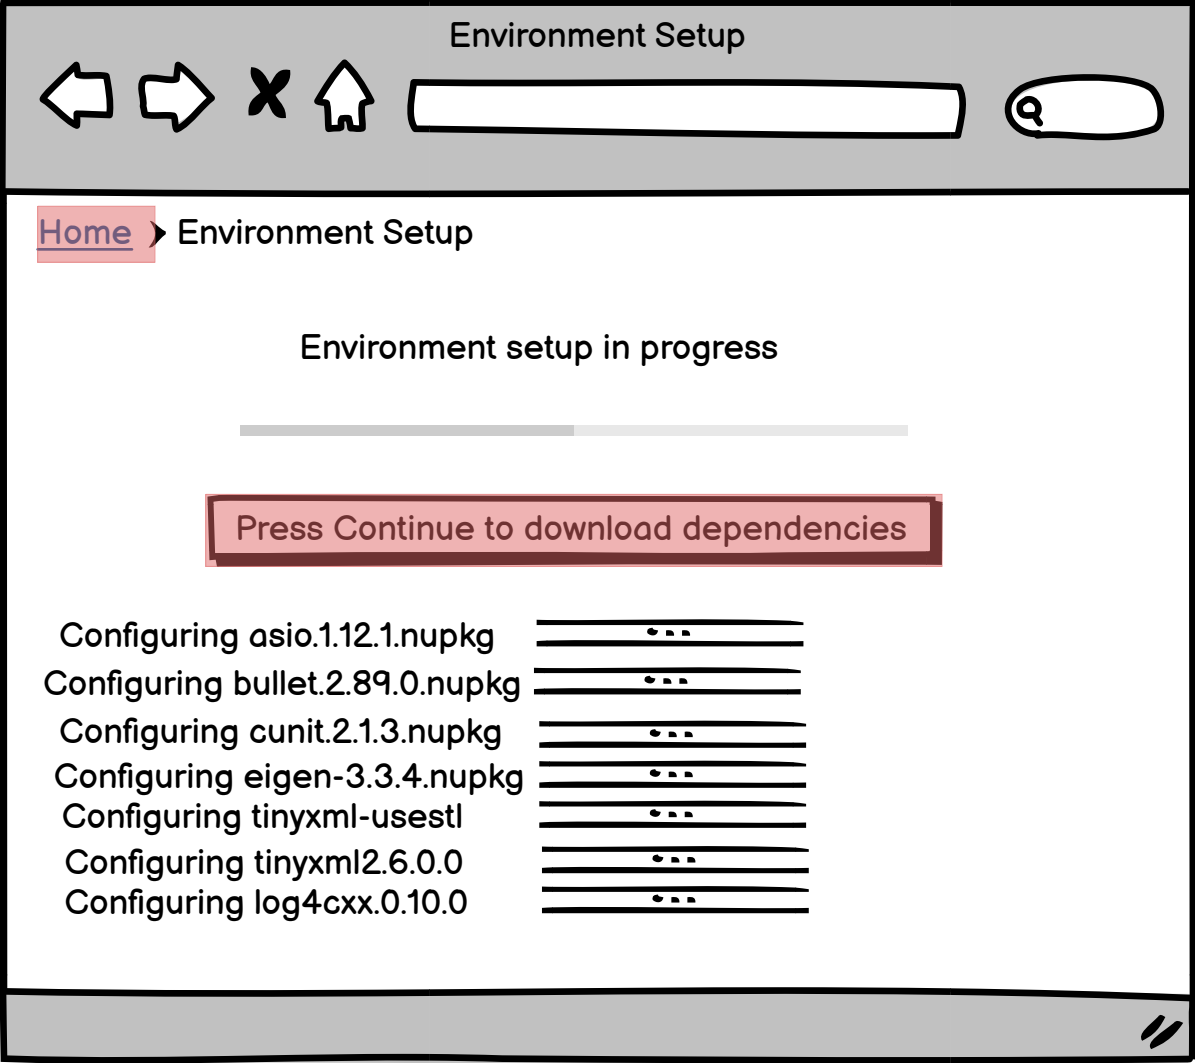 Environment Setup
Home Environment Setup
Environment setup in progress
Press Continue to download dependencies
Configuring asio.1.12.1.nupkg
Configuring bullet.2.89.0.nupkg
Configuring cunit.2.1.3.nupkg
Configuring eigen-3.3.4.nupkg
Configuring tinyxml-usestl
Configuring tinyxml2.6.0.0
Configuring log4cxx.0.10.0